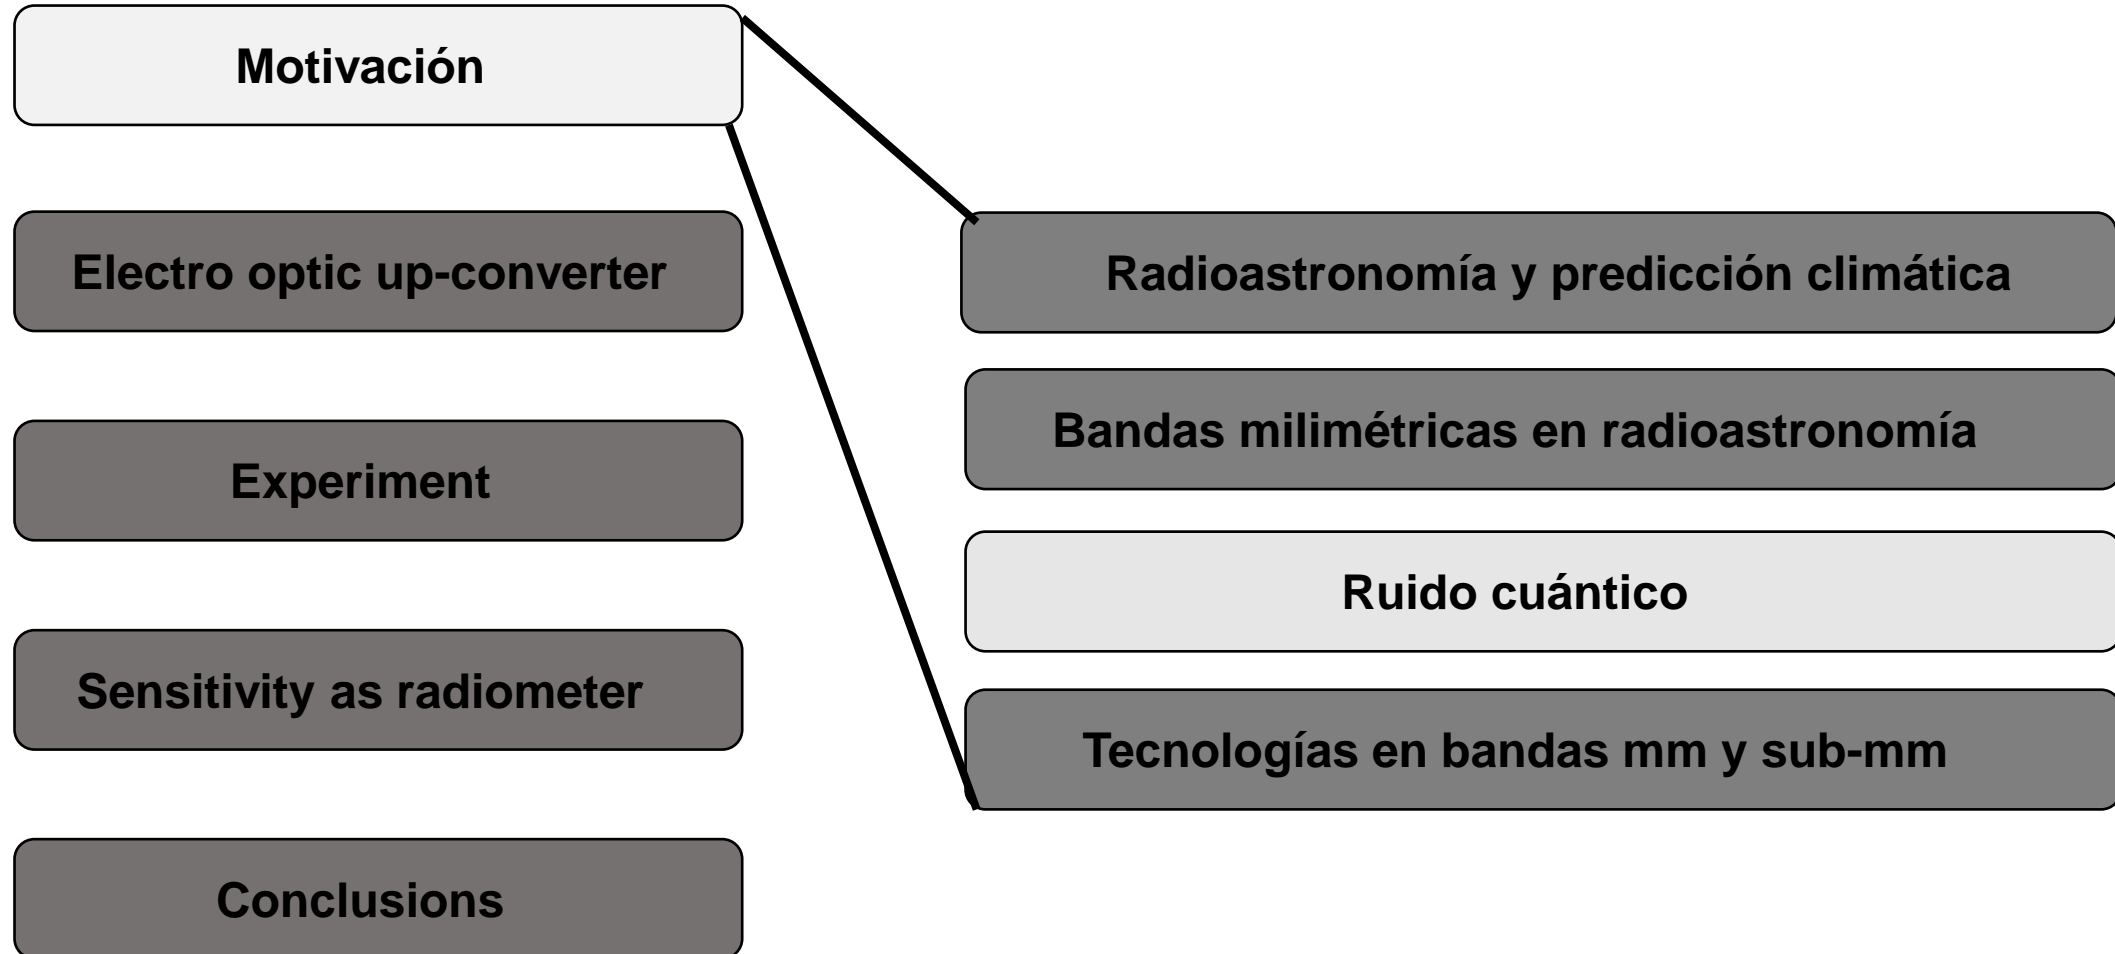 Motivación
Electro optic up-converter
Experiment
Sensitivity as radiometer
Conclusions
Radioastronomía y predicción climática
Bandas milimétricas en radioastronomía
Ruido cuántico
Tecnologías en bandas mm y sub-mm